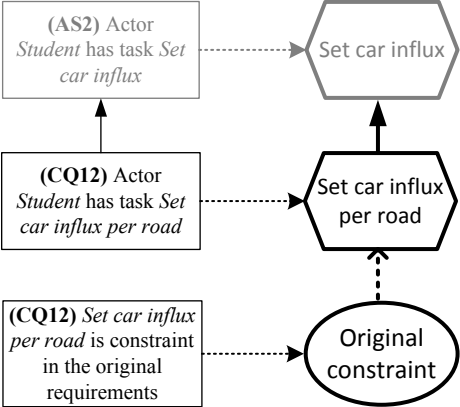 (AS2) Actor
Student has task Set
car influx
Set car influx
(CQ12) Actor
Student has task Set
car influx per road
Set car influx
per road
(CQ12) Set car influx
per road is constraint
in the original
requirements
Original
constraint